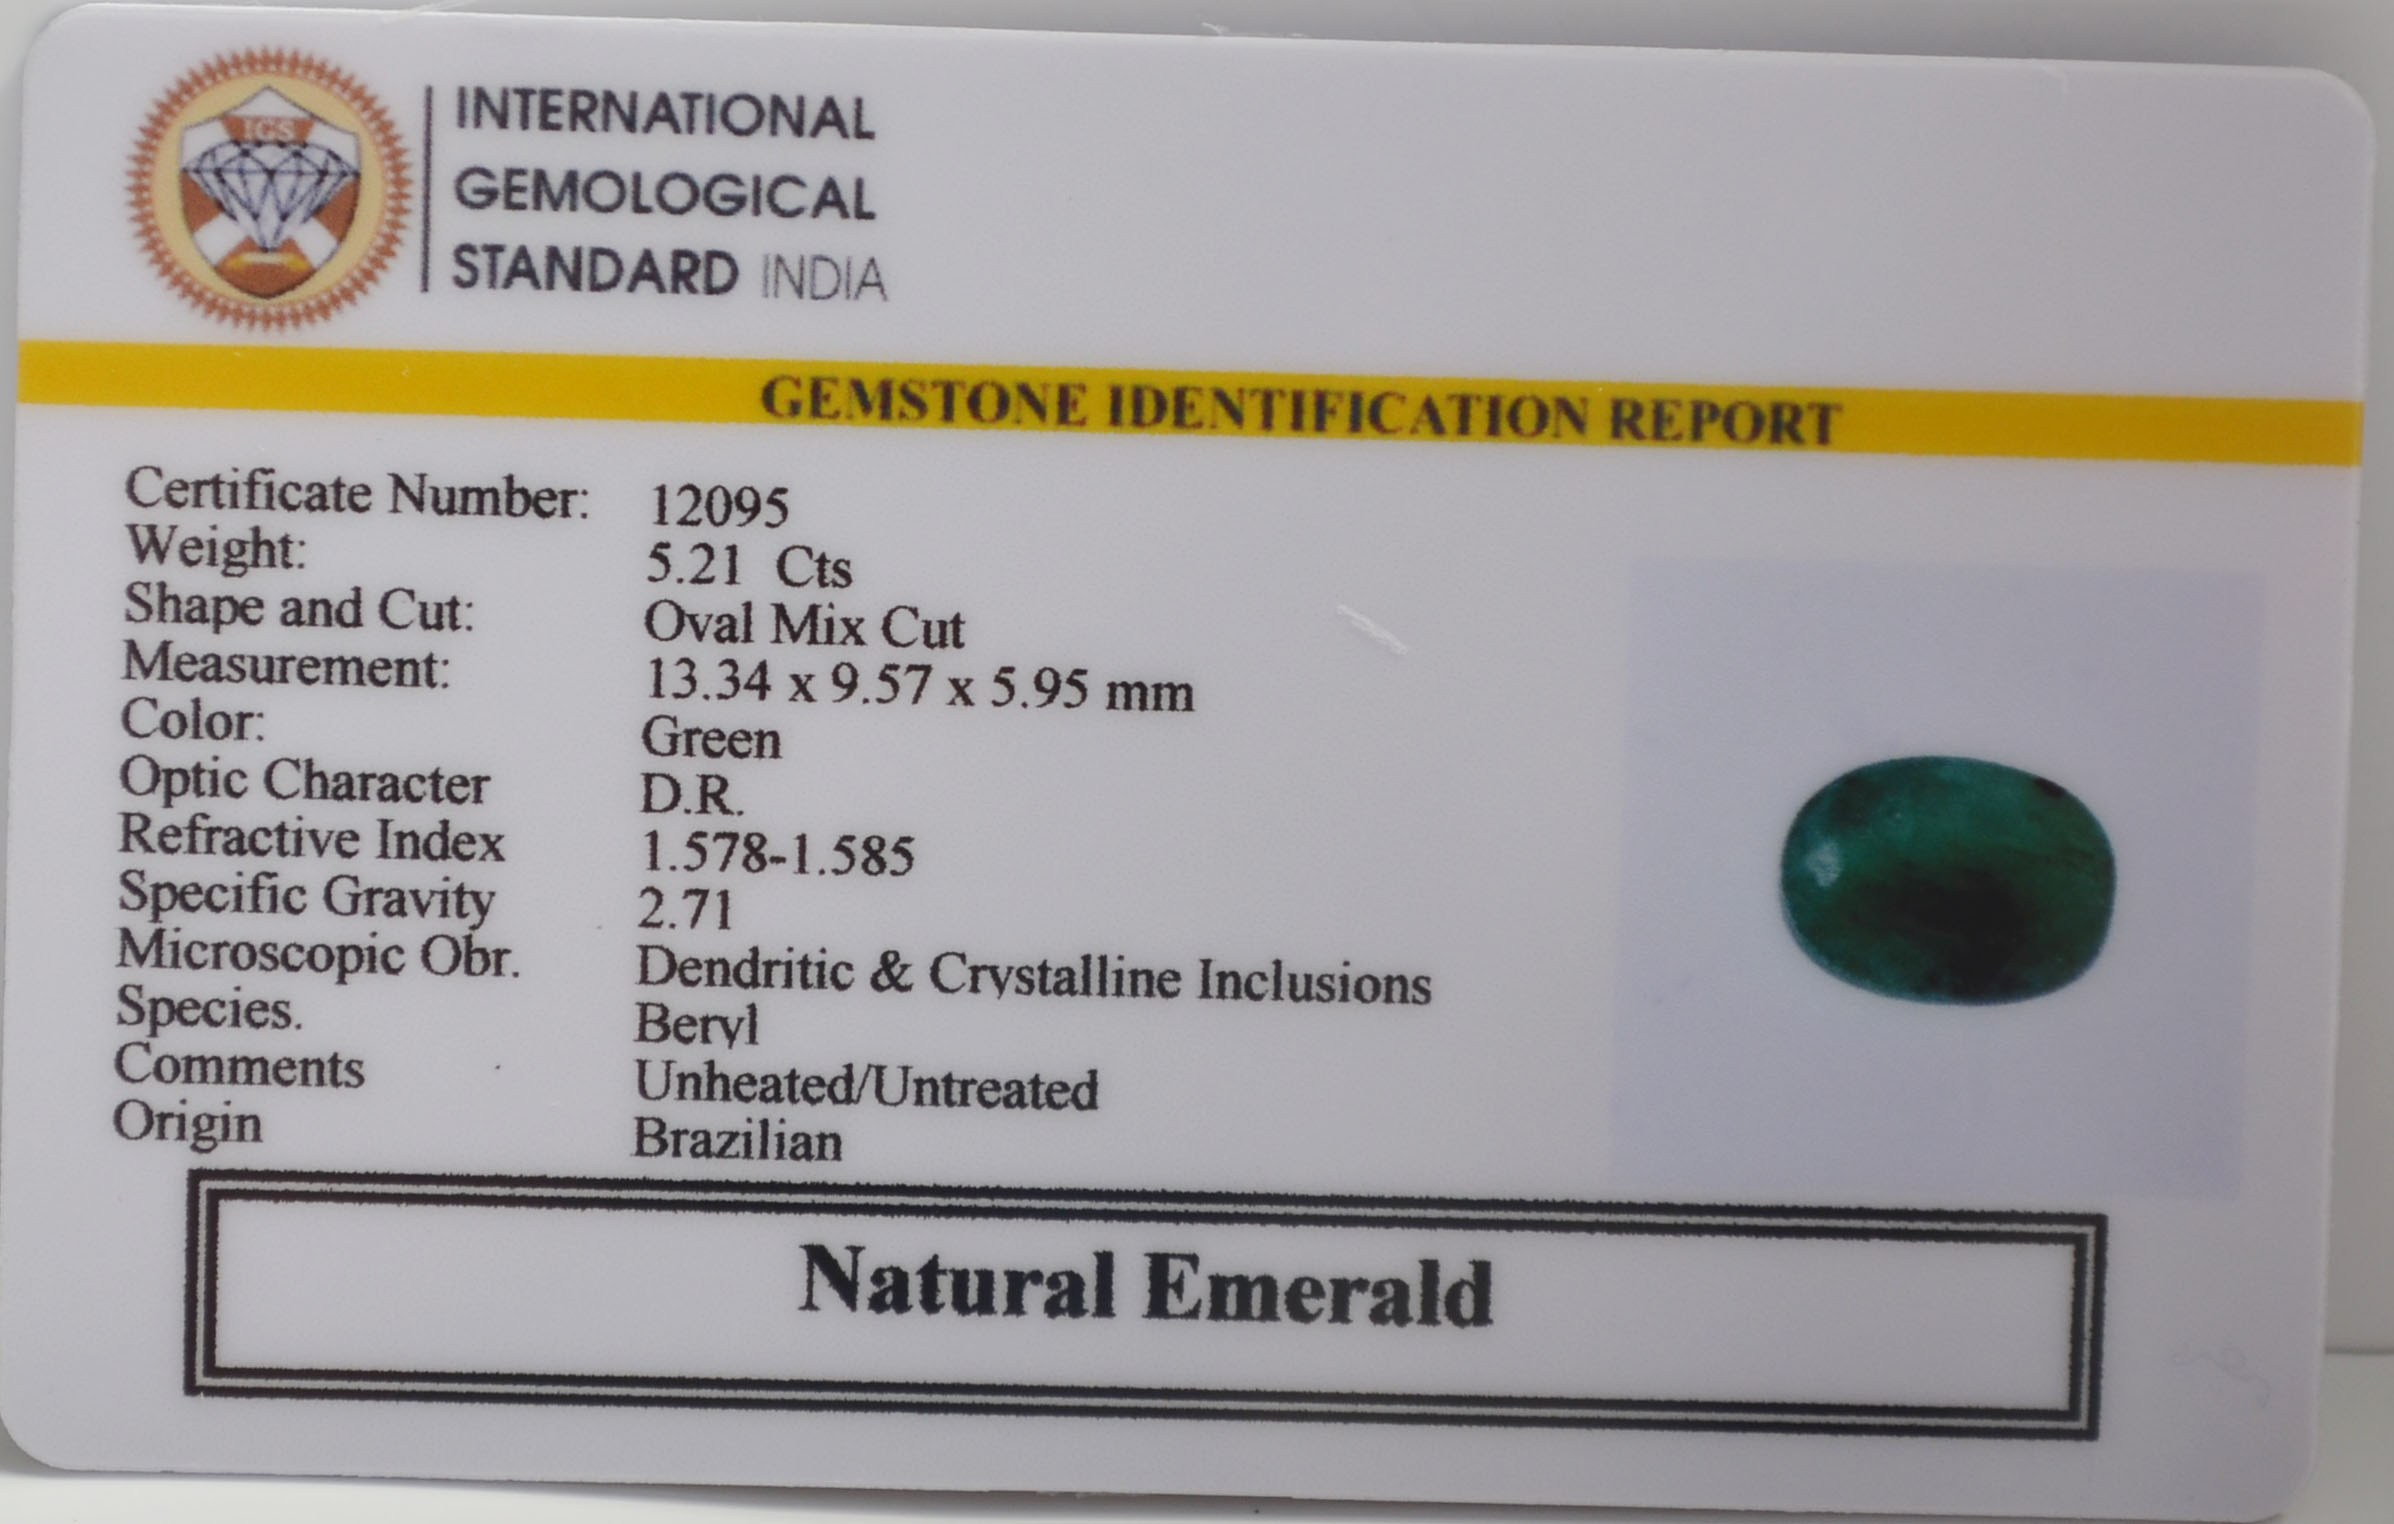 IGS
INTERNATIONAL
GEMOLOGICAL
STANDARD INDIA
GEMSTONE IDENTIFICATION REPORT
Certificate Number: 12095
Weight: 5.21 Cts
Shape and Cut: Oval Mix Cut
Measurement: 13.34 x 9.57 x 5.95 mm
Color: Green
Optic Character D.R.
Refractive Index 1.578-1.585
Specific Gravity 2.71
Microscopic Obr. Dendritic & Crystalline Inclusions
Species. Beryl
Comments Unheated/Untreated
Origin Brazilian
Natural Emerald